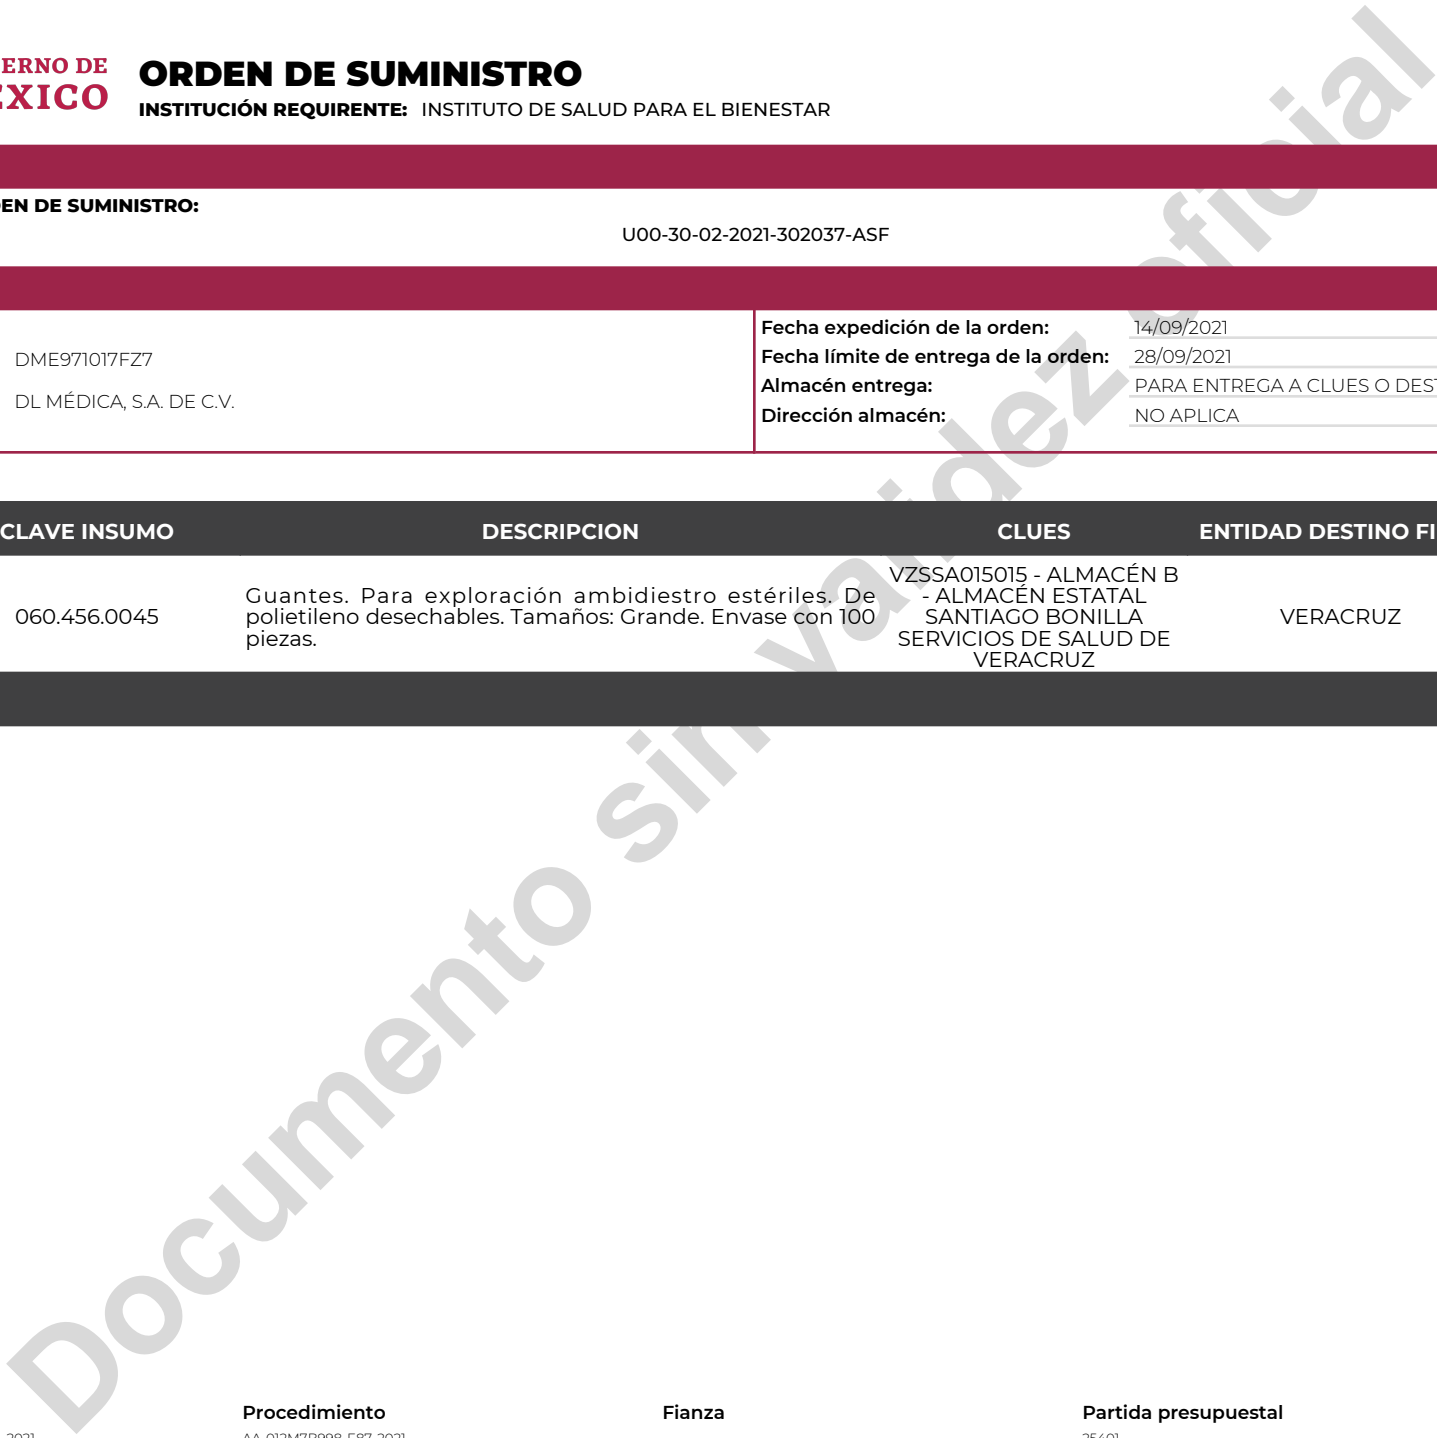 ERNO DE
ÉXICO
ORDEN DE SUMINISTRO
INSTITUCIÓN REQUIRENTE: INSTITUTO DE SALUD PARA EL BIENESTAR
EN DE SUMINISTRO:
U00-30-02-2021-302037-ASF
DME971017FZ7
DL MÉDICA, S.A. DE C.V.
Fecha expedición de la orden: 14/09/2021
Fecha límite de entrega de la orden: 28/09/2021
Almacén entrega: PARA ENTREGA A CLUES O DEST
Dirección almacén: NO APLICA
CLAVE INSUMO DESCRIPCION CLUES ENTIDAD DESTINO FI
060.456.0045
Guantes. Para exploración ambidiestro estériles. De
polietileno desechables. Tamaños: Grande. Envase con 100
piezas.
VZSSA015015 - ALMACÉN B
- ALMACÉN ESTATAL
SANTIAGO BONILLA
SERVICIOS DE SALUD DE
VERACRUZ
VERACRUZ
Documento sin validez oficial
Procedimiento Fianza Partida presupuestal